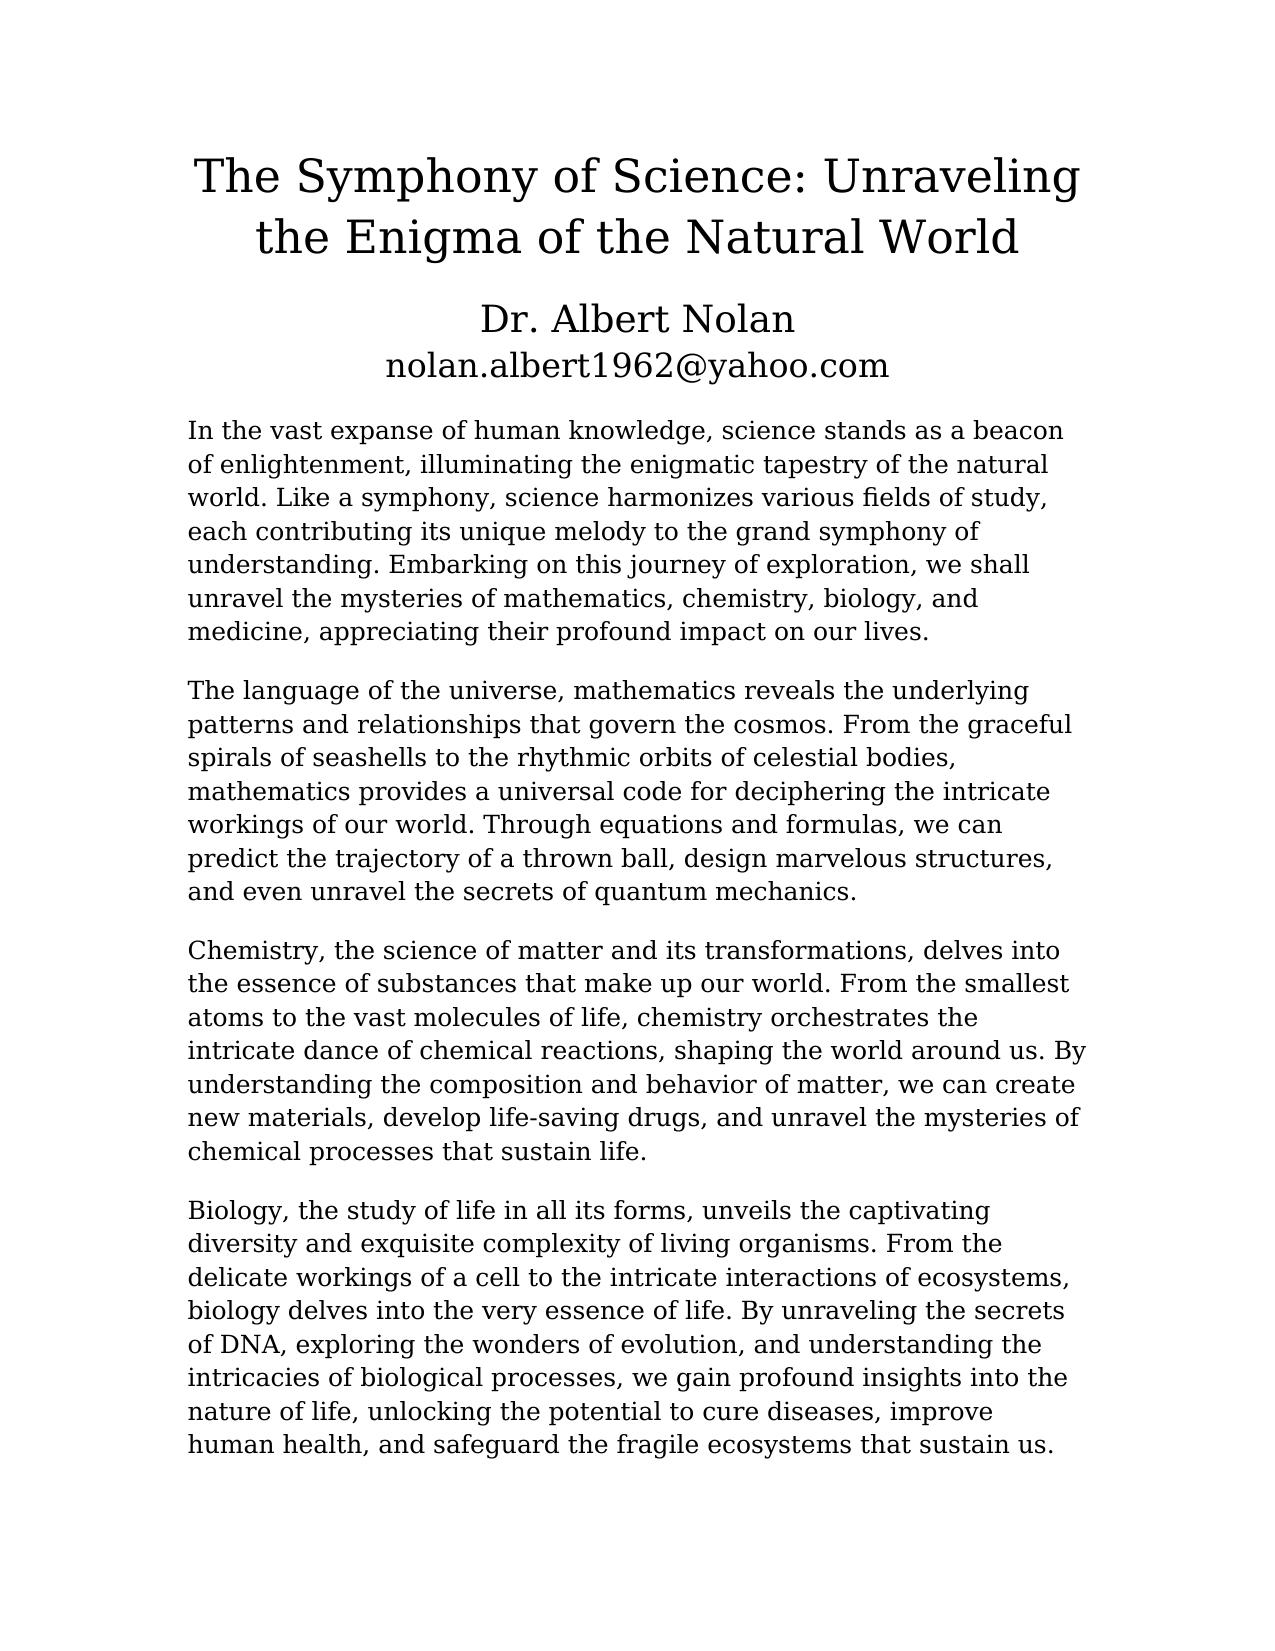 The Symphony of Science: Unraveling
the Enigma of the Natural World
Dr. Albert Nolan
nolan.albert1962@yahoo.com
In the vast expanse of human knowledge, science stands as a beacon
of enlightenment, illuminating the enigmatic tapestry of the natural
world. Like a symphony, science harmonizes various fields of study,
each contributing its unique melody to the grand symphony of
understanding. Embarking on this journey of exploration, we shall
unravel the mysteries of mathematics, chemistry, biology, and
medicine, appreciating their profound impact on our lives.
The language of the universe, mathematics reveals the underlying
patterns and relationships that govern the cosmos. From the graceful
spirals of seashells to the rhythmic orbits of celestial bodies,
mathematics provides a universal code for deciphering the intricate
workings of our world. Through equations and formulas, we can
predict the trajectory of a thrown ball, design marvelous structures,
and even unravel the secrets of quantum mechanics.
Chemistry, the science of matter and its transformations, delves into
the essence of substances that make up our world. From the smallest
atoms to the vast molecules of life, chemistry orchestrates the
intricate dance of chemical reactions, shaping the world around us. By
understanding the composition and behavior of matter, we can create
new materials, develop life-saving drugs, and unravel the mysteries of
chemical processes that sustain life.
Biology, the study of life in all its forms, unveils the captivating
diversity and exquisite complexity of living organisms. From the
delicate workings of a cell to the intricate interactions of ecosystems,
biology delves into the very essence of life. By unraveling the secrets
of DNA, exploring the wonders of evolution, and understanding the
intricacies of biological processes, we gain profound insights into the
nature of life, unlocking the potential to cure diseases, improve
human health, and safeguard the fragile ecosystems that sustain us.